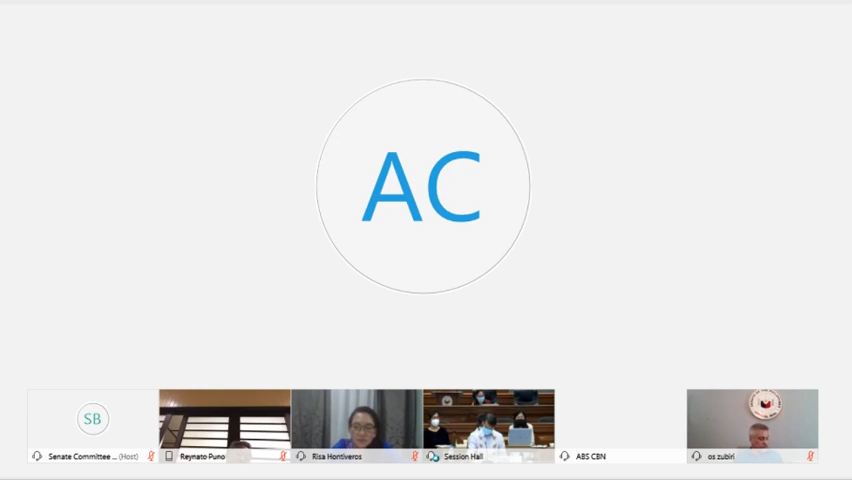 AC
SB
Senate Committee ... (Host)
Reynato Puno
Risa Hontiveros
Session Hall
ABS CBN
os zubiri